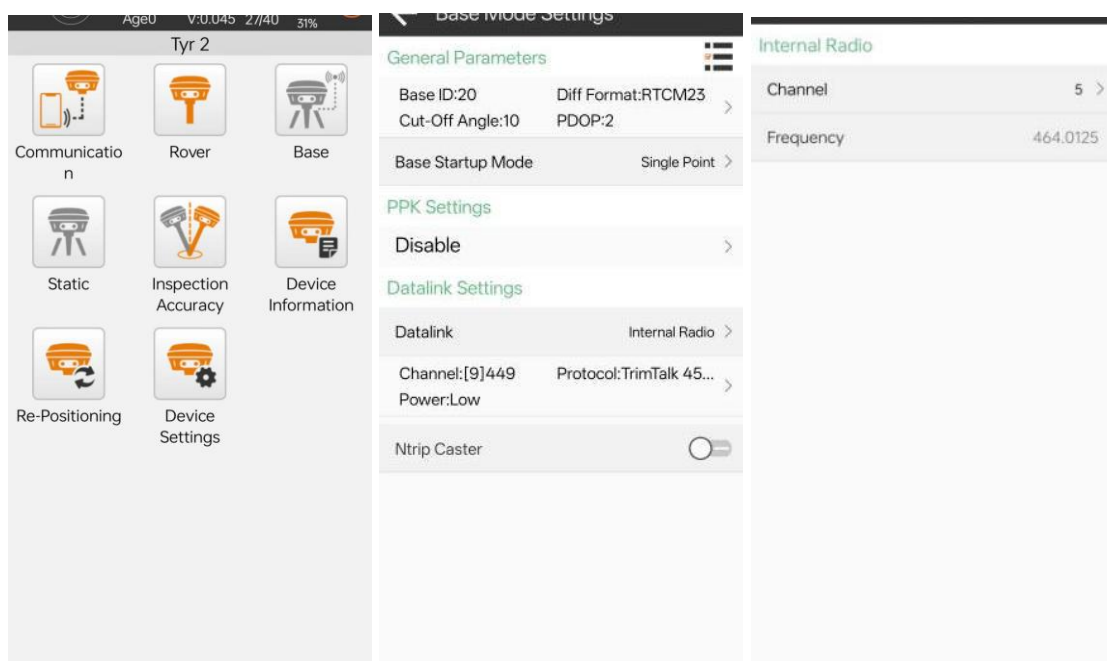 Age0 V:0.045 27/40 31%
Tyr 2
Communicatio
n
Rover
Base
Static
Inspection
Accuracy
Device
Information
Re-Positioning
Device
Settings
Base Mode Settings
General Parameters
Base ID:20 Diff Format:RTCM23
Cut-Off Angle:10 PDOP:2
Base Startup Mode Single Point
PPK Settings
Disable
Datalink Settings
Datalink Internal Radio
Channel:[9]449 Protocol:TrimTalk 45...
Power:Low
Ntrip Caster
Internal Radio
Channel 5
Frequency 464.0125